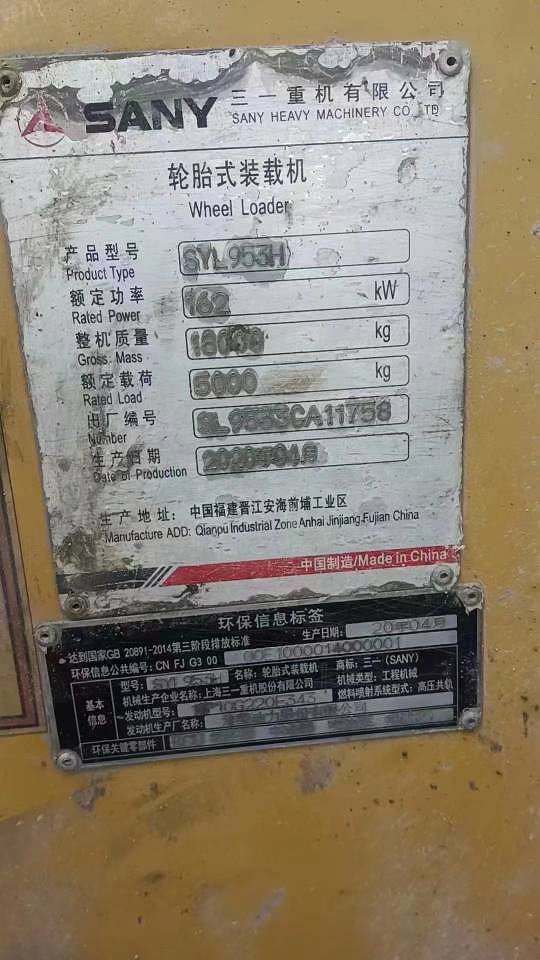 SANY 三一重机有限公司
SANY HEAVY MACHINERY CO.,LTD
轮胎式装载机
Wheel Loader
产品型号 SYL953H
Product Type
额定功率 162 kW
Rated Power
整机质量 kg
Gross Mass
额定载荷 5000 kg
Rated Load
出厂编号
Number
生产日期 2020年04月
Date of Production
生产地址: 中国福建晋江安海前埔工业区
Manufacture ADD: Qianpu Industrial Zone Anhai Jinjiang Fujian China
中国制造/Made in China
环保信息标签
达到国家GB 20891-2014第三阶段排放标准 生产日期: 20年04月
环保信息公共编号: CN FJ G3 00
基本信息
型号: SYL953H 名称: 轮胎式装载机 商标: 三一 (SANY)
机械生产企业名称: 上海三一重机股份有限公司 机械类型: 工程机械
发动机型号: 燃料喷射系统型式: 高压共轨
发动机生产厂名称:
环保关键零部件